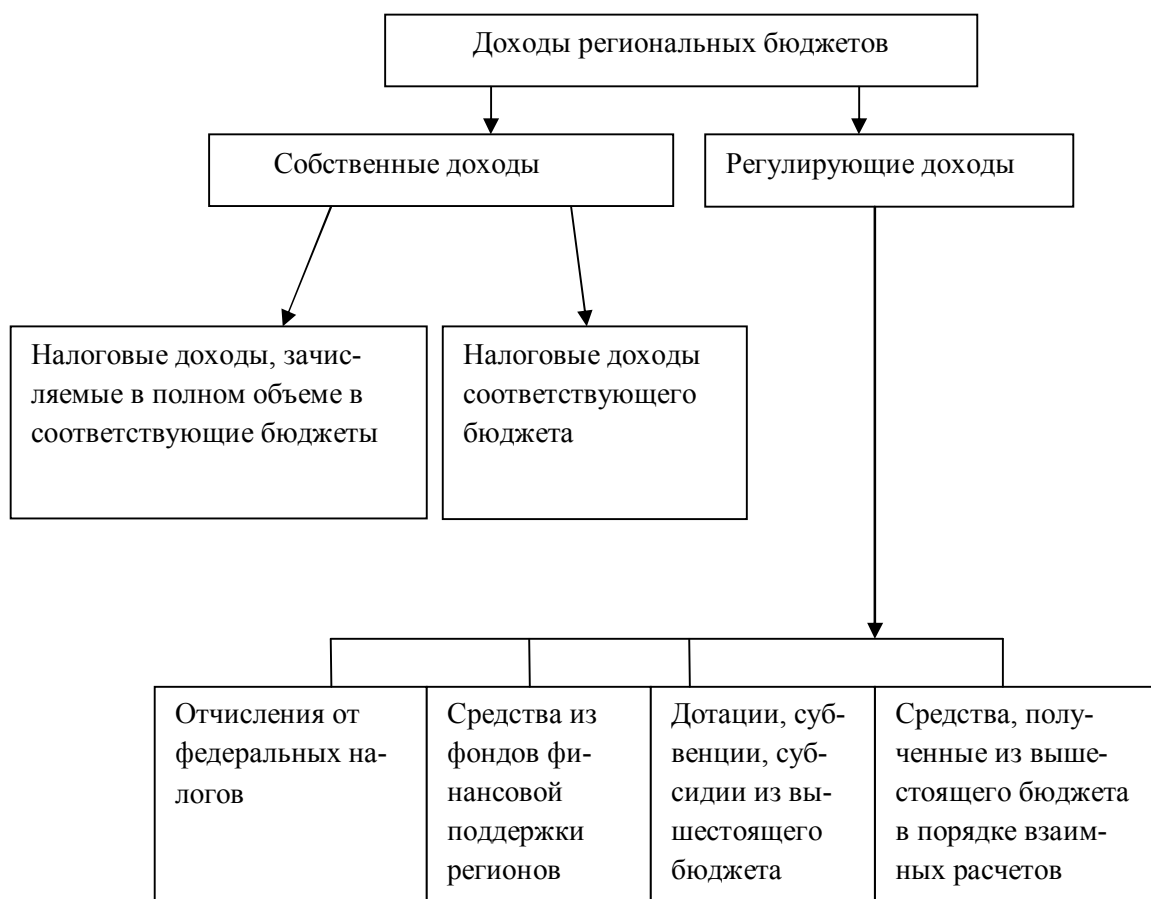 Доходы региональных бюджетов
Собственные доходы
Регулирующие доходы
Налоговые доходы, зачис-
ляемые в полном объеме в
соответствующие бюджеты
Налоговые доходы
соответствующего
бюджета
Отчисления от
федеральных на-
логов
Средства из
фондов фи-
нансовой
поддержки
регионов
Дотации, суб-
венции, суб-
сидии из вы-
шестоящего
бюджета
Средства, полу-
ченные из выше-
стоящего бюджета
в порядке взаим-
ных расчетов